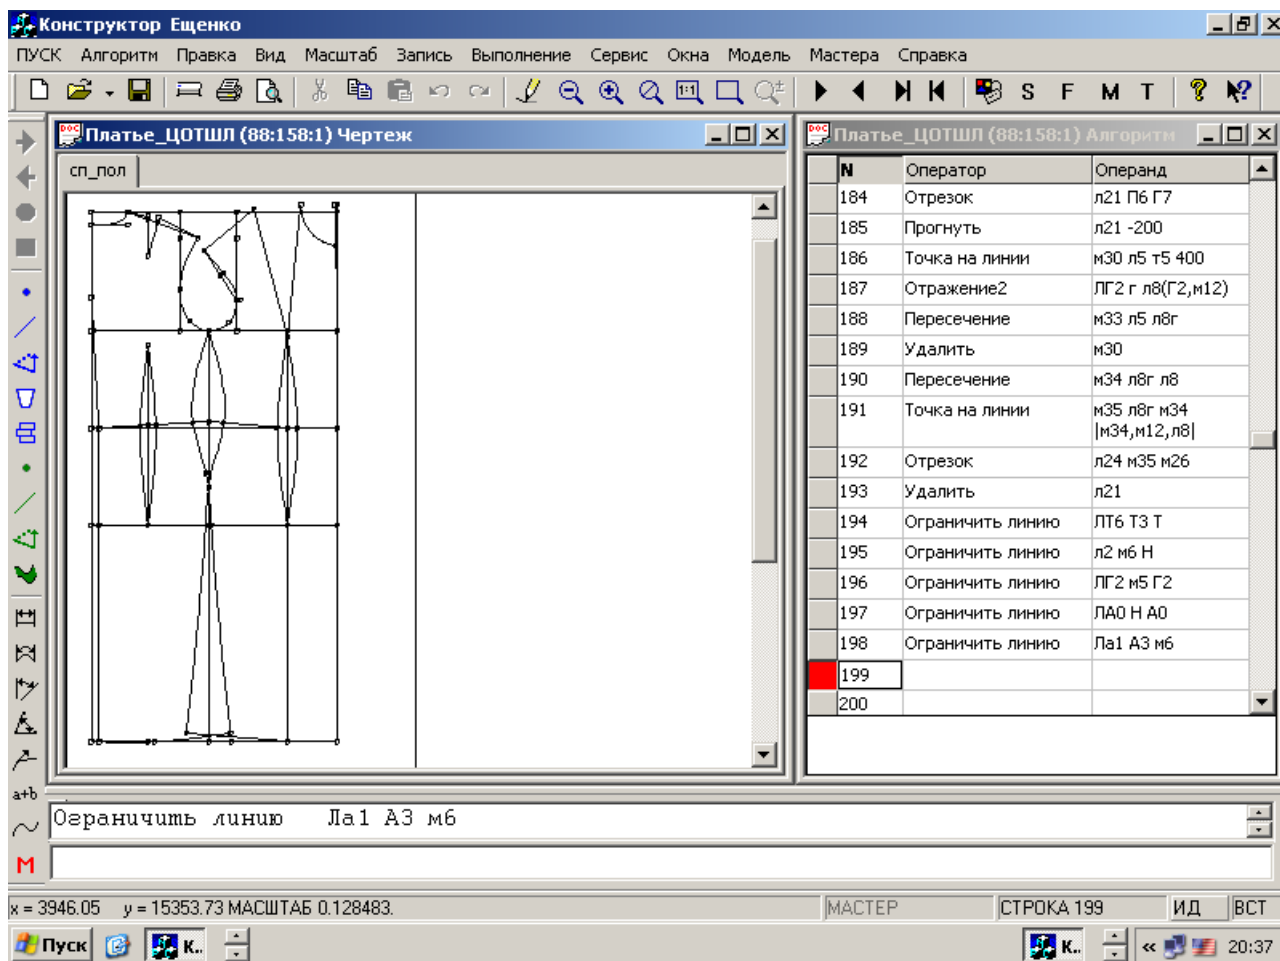 Конструктор Ещенко
ПУСК Алгоритм Правка Вид Масштаб Запись Выполнение Сервис Окна Модель Мастера Справка
1:1 S F M T ? ?
DOC Платье_ЦОТШЛ (88:158:1) Чертеж
сп_пол
DOC Платье_ЦОТШЛ (88:158:1) Алгоритм
N Оператор Операнд
184 Отрезок л21 П6 Г7
185 Прогнуть л21 -200
186 Точка на линии м30 л5 т5 400
187 Отражение2 ЛГ2 г л8(Г2,м12)
188 Пересечение м33 л5 л8г
189 Удалить м30
190 Пересечение м34 л8г л8
191 Точка на линии м35 л8г м34
|м34,м12,л8|
192 Отрезок л24 м35 м26
193 Удалить л21
194 Ограничить линию ЛТ6 Т3 Т
195 Ограничить линию л2 м6 Н
196 Ограничить линию ЛГ2 м5 Г2
197 Ограничить линию ЛА0 Н А0
198 Ограничить линию Ла1 А3 м6
199
200
a+b
M
Ограничить линию Ла1 А3 м6
x = 3946.05 y = 15353.73 МАСШТАБ 0.128483.
МАСТЕР
СТРОКА 199
ИД
ВСТ
Пуск
К..
К..
« 20:37